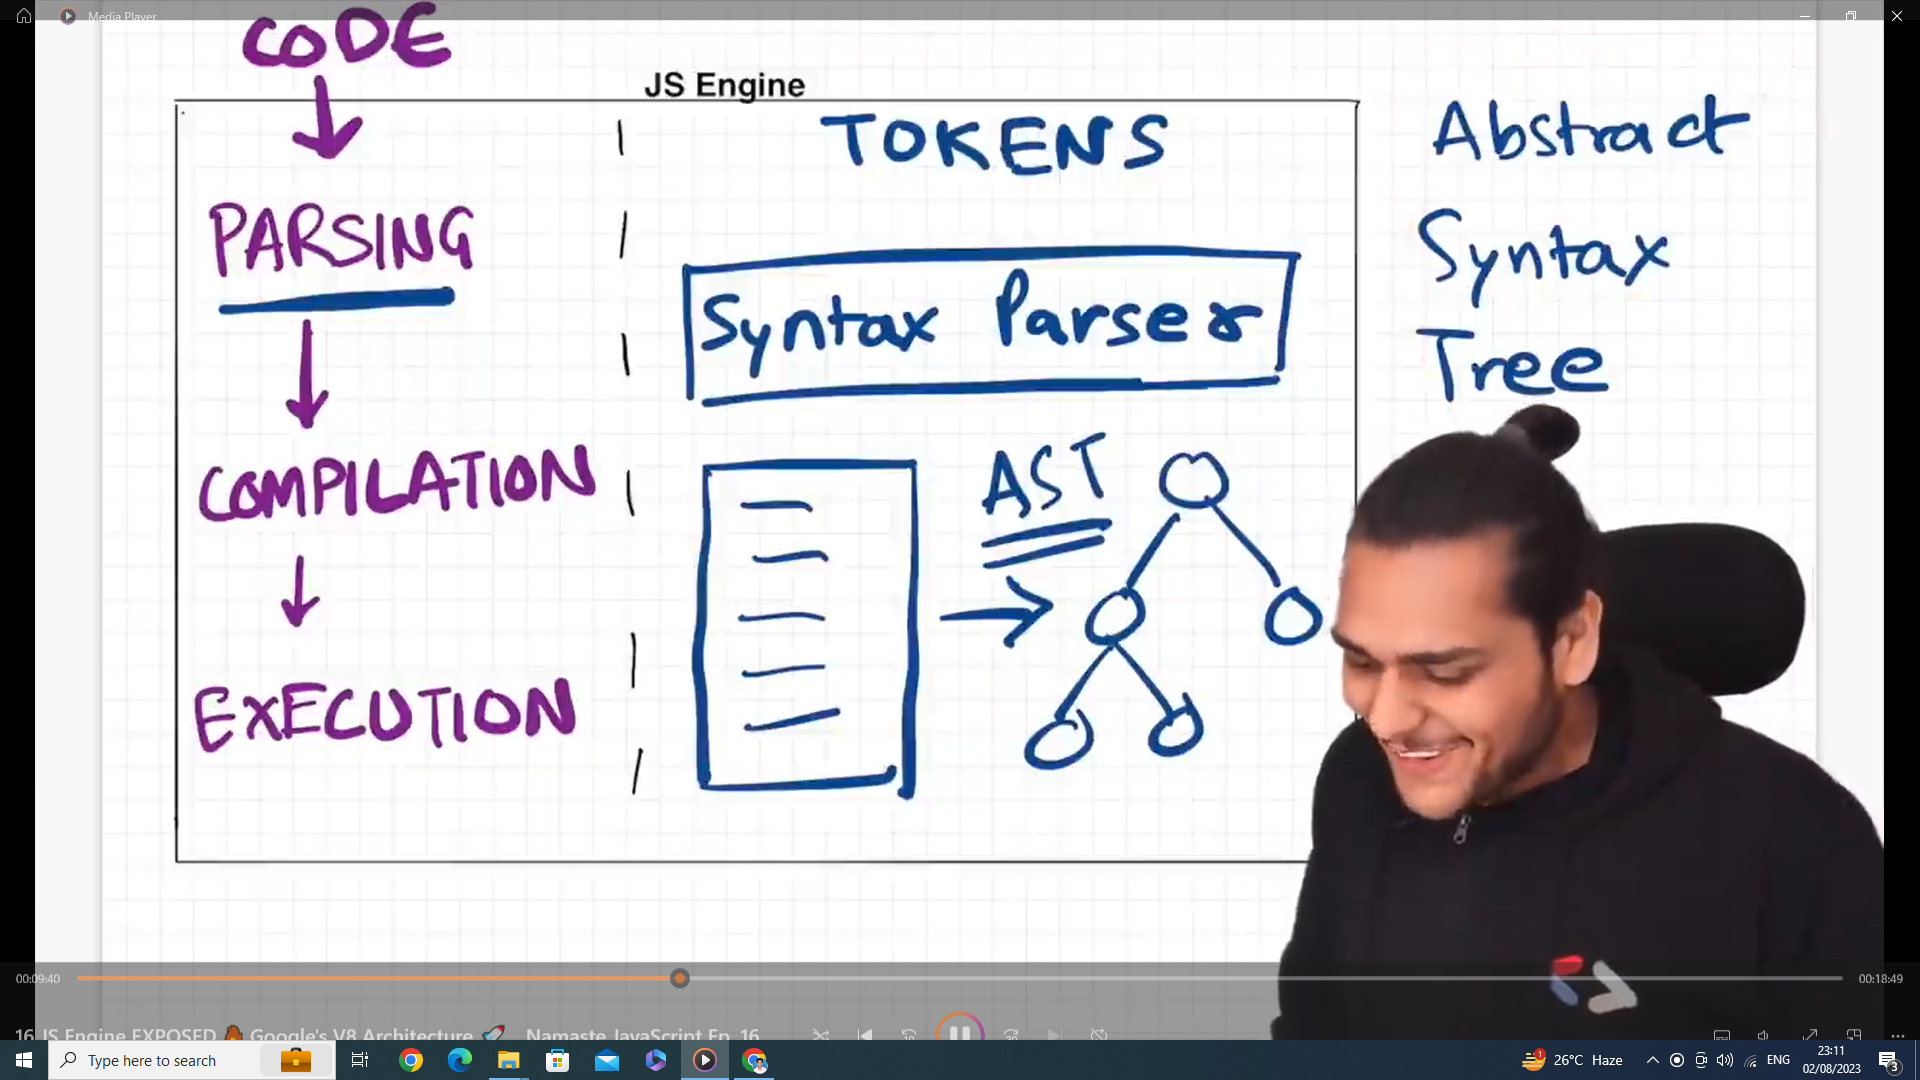 Media Player
CODE
JS Engine
TOKENS
Abstract
Syntax
Tree
PARSING
Syntax Parser
COMPILATION
AST
EXECUTION
00:09:40
00:18:49
16 JS Engine EXPOSED 🔥 Google's V8 Architecture 🚀 Namaste JavaScript Ep. 16
Type here to search
1
26°C Haze
ENG
23:11
02/08/2023
3